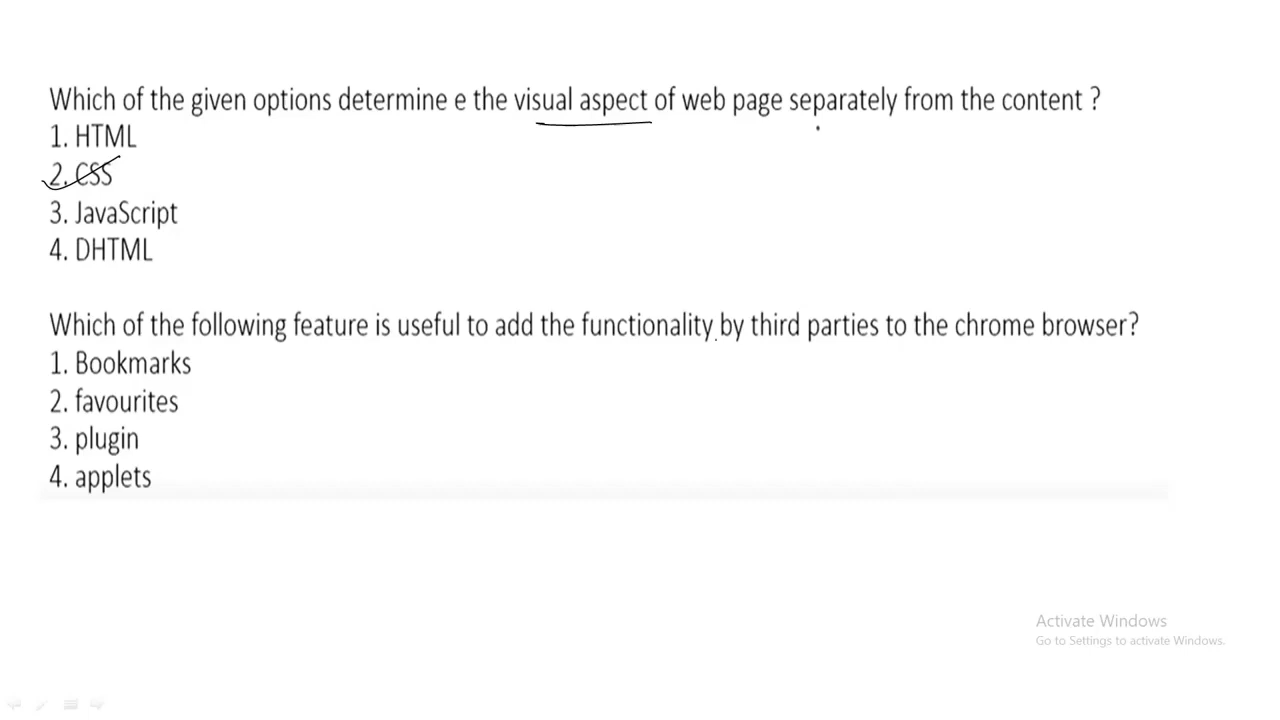 Which of the given options determine e the visual aspect of web page separately from the content ?
1. HTML
2. CSS
3. JavaScript
4. DHTML
Which of the following feature is useful to add the functionality by third parties to the chrome browser?
1. Bookmarks
2. favourites
3. plugin
4. applets
Activate Windows
Go to Settings to activate Windows.